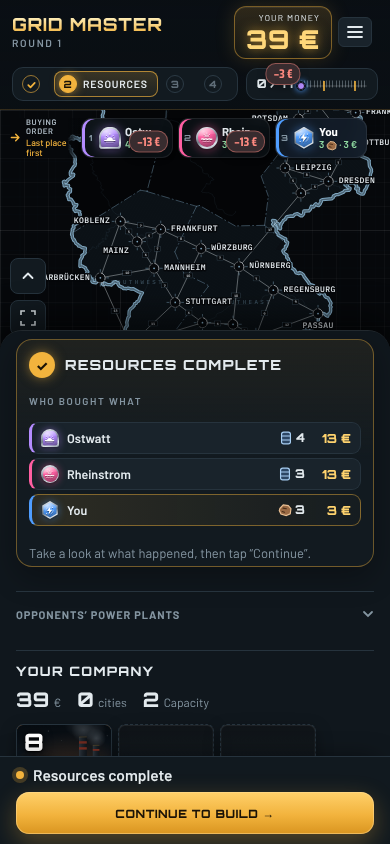 GRID MASTER
ROUND 1
YOUR MONEY
39 €
2 RESOURCES
3
4
-3 €
BUYING ORDER
Last place first
1
-13 €
2
-13 €
3 You
3 · 3 €
LEIPZIG
DRESDEN
KOBLENZ
FRANKFURT
MAINZ
WÜRZBURG
MANNHEIM
NÜRNBERG
ARBRÜCKEN
REGENSBURG
STUTTGART
PASSAU
RESOURCES COMPLETE
WHO BOUGHT WHAT
Ostwatt 4 13 €
Rheinstrom 3 13 €
You 3 3 €
Take a look at what happened, then tap “Continue”.
OPPONENTS’ POWER PLANTS
YOUR COMPANY
39 € 0 cities 2 Capacity
8
Resources complete
CONTINUE TO BUILD →